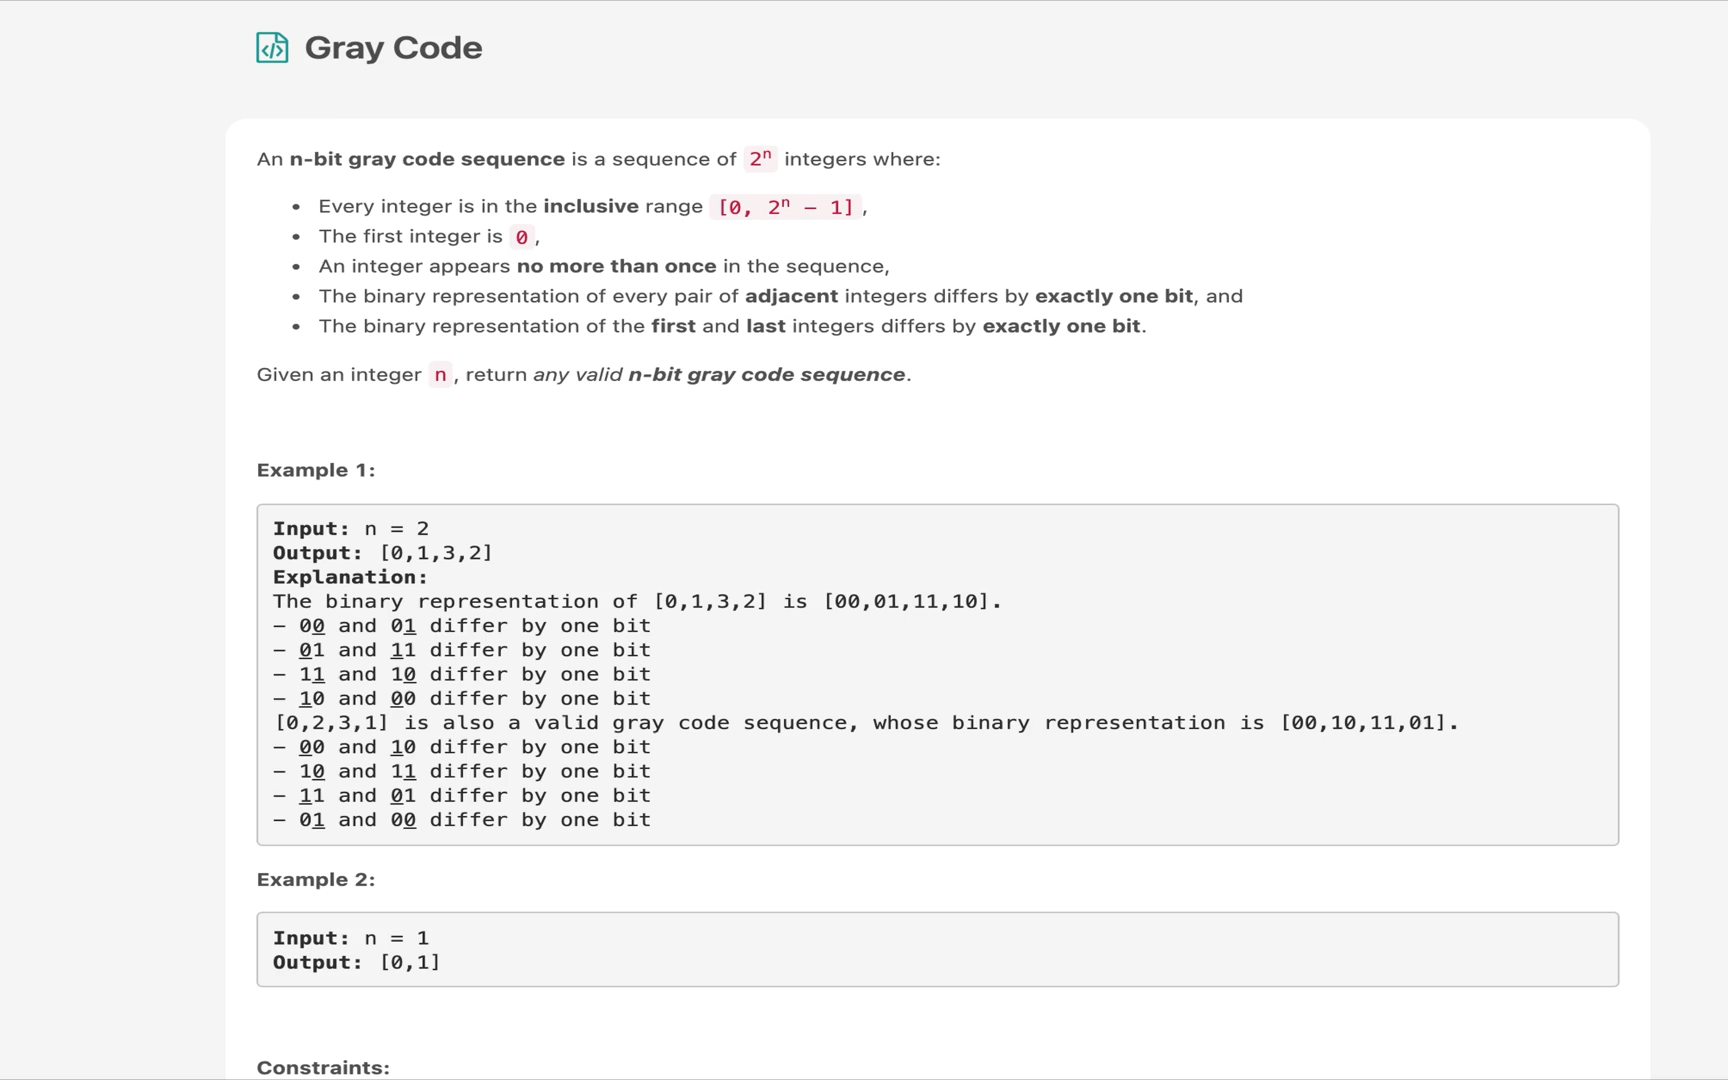 Gray Code
An n-bit gray code sequence is a sequence of 2ⁿ integers where:
• Every integer is in the inclusive range [0, 2ⁿ − 1],
• The first integer is 0,
• An integer appears no more than once in the sequence,
• The binary representation of every pair of adjacent integers differs by exactly one bit, and
• The binary representation of the first and last integers differs by exactly one bit.
Given an integer n, return any valid n-bit gray code sequence.
Example 1:
Input: n = 2
Output: [0,1,3,2]
Explanation:
The binary representation of [0,1,3,2] is [00,01,11,10].
− 00 and 01 differ by one bit
− 01 and 11 differ by one bit
− 11 and 10 differ by one bit
− 10 and 00 differ by one bit
[0,2,3,1] is also a valid gray code sequence, whose binary representation is [00,10,11,01].
− 00 and 10 differ by one bit
− 10 and 11 differ by one bit
− 11 and 01 differ by one bit
− 01 and 00 differ by one bit
Example 2:
Input: n = 1
Output: [0,1]
Constraints: